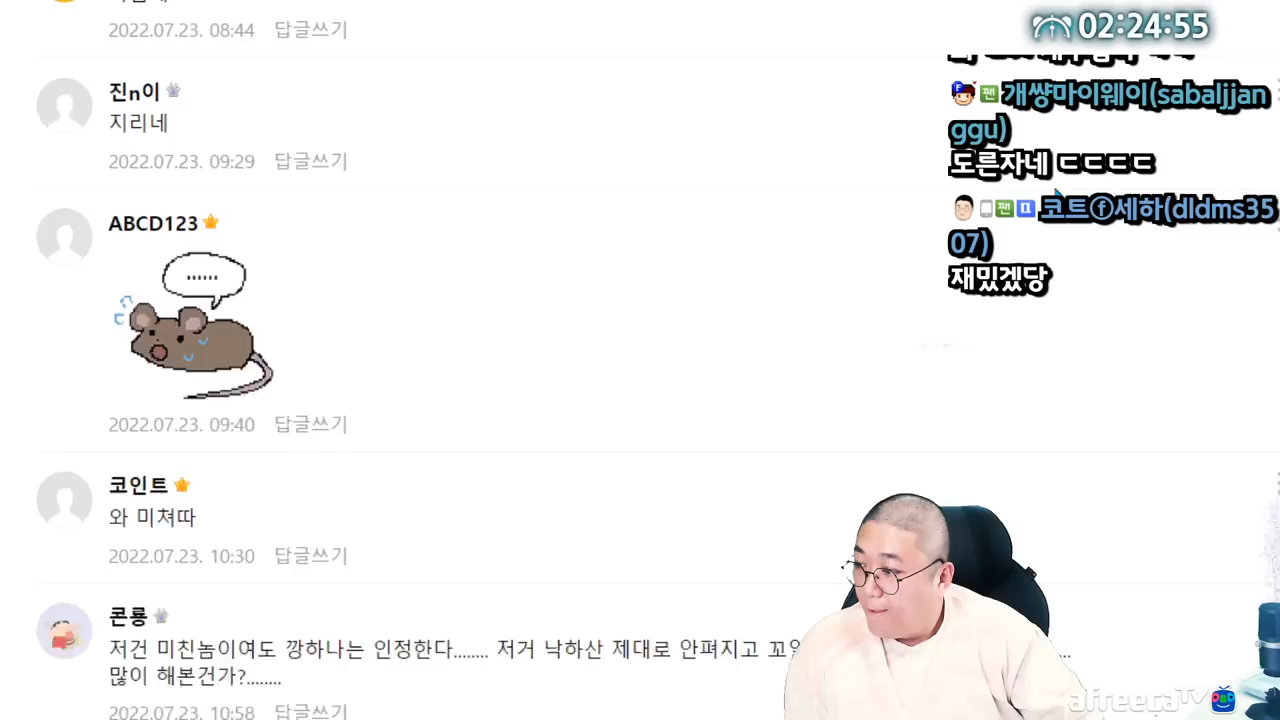 2022.07.23. 08:44 답글쓰기
진n이
지리네
2022.07.23. 09:29 답글쓰기
ABCD123
......
2022.07.23. 09:40 답글쓰기
코인트
와 미쳐따
2022.07.23. 10:30 답글쓰기
콘룡
저건 미친놈이여도 깡하나는 인정한다........ 저거 낙하산 제대로 안펴지고
많이 해본건가?........
2022.07.23. 10:58 답글쓰기
02:24:55
팬 개썅마이웨이(sabaljjan
ggu)
도른자네 ㄷㄷㄷㄷ
팬 n 코트ⓕ세하(dldms35
07)
재밌겠당
afreecaTV